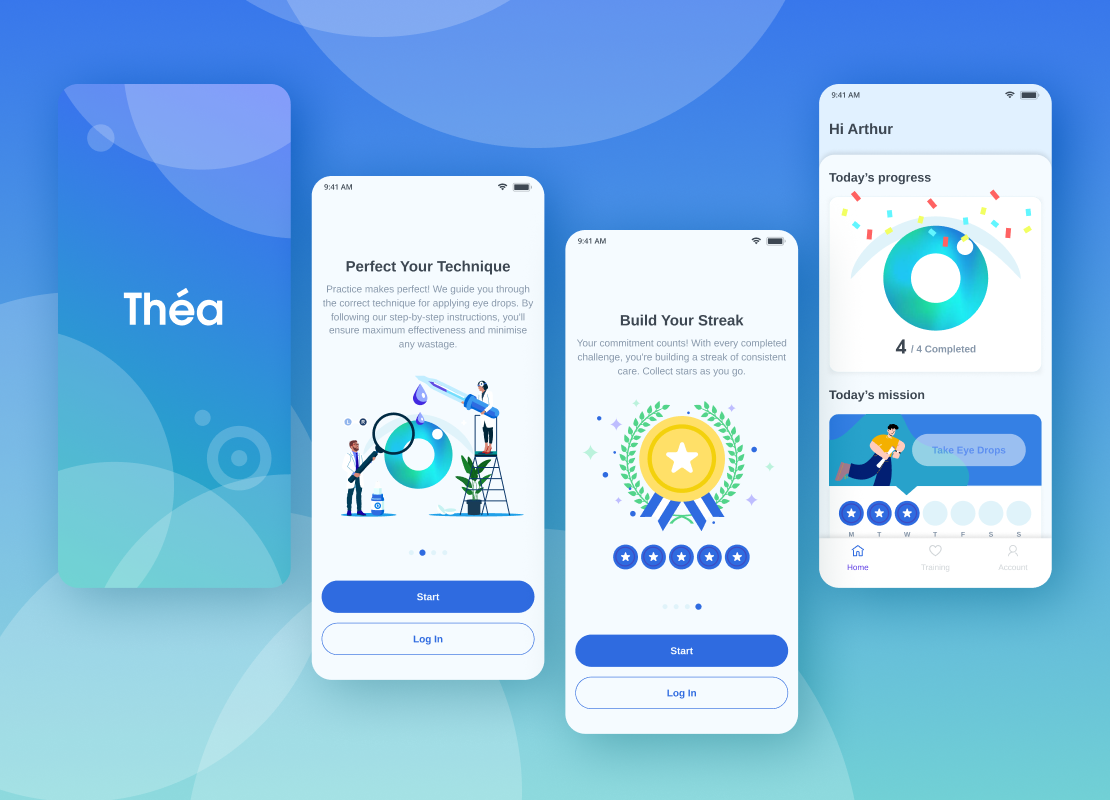 Théa
9:41 AM
Perfect Your Technique
Practice makes perfect! We guide you through
the correct technique for applying eye drops. By
following our step-by-step instructions, you'll
ensure maximum effectiveness and minimise
any wastage.
L R
Start
Log In
9:41 AM
Build Your Streak
Your commitment counts! With every completed
challenge, you're building a streak of consistent
care. Collect stars as you go.
Start
Log In
9:41 AM
Hi Arthur
Today's progress
4 / 4 Completed
Today's mission
Take Eye Drops
M T W T F S S
Home Training Account